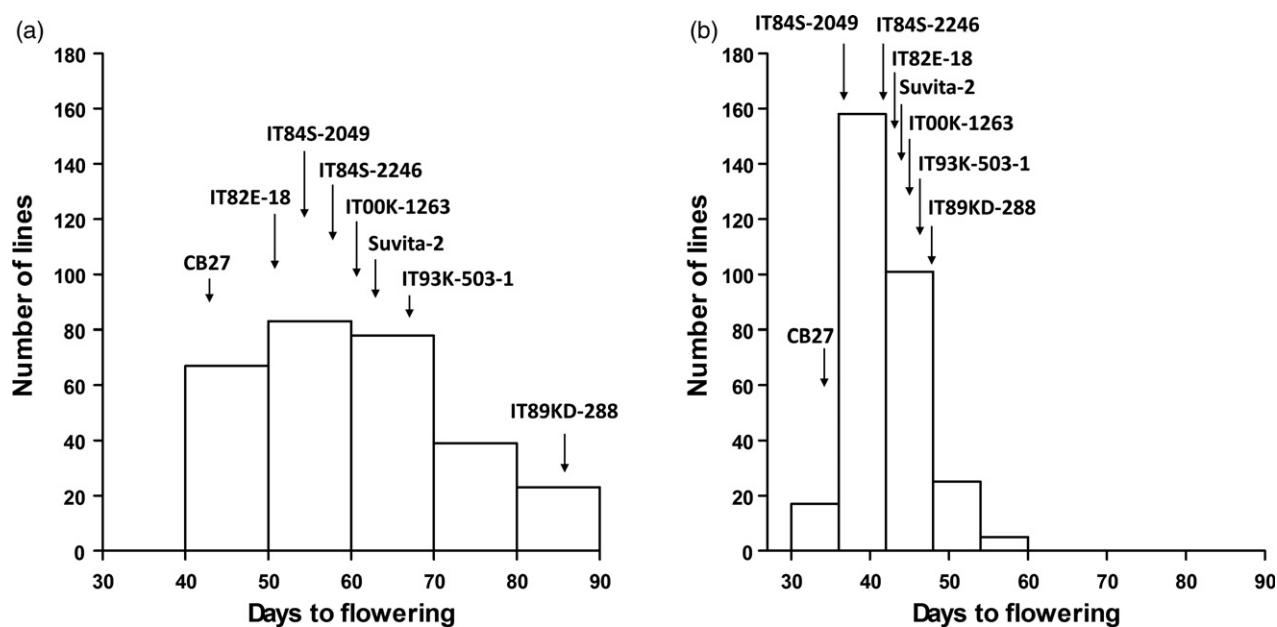 (a)
180
160
140
120
100
80
60
40
20
0
Number of lines
CB27
IT82E-18
IT84S-2049
IT84S-2246
IT00K-1263
Suvita-2
IT93K-503-1
IT89KD-288
30 40 50 60 70 80 90
Days to flowering
(b)
180
160
140
120
100
80
60
40
20
0
Number of lines
CB27
IT84S-2049
IT84S-2246
IT82E-18
Suvita-2
IT00K-1263
IT93K-503-1
IT89KD-288
30 40 50 60 70 80 90
Days to flowering